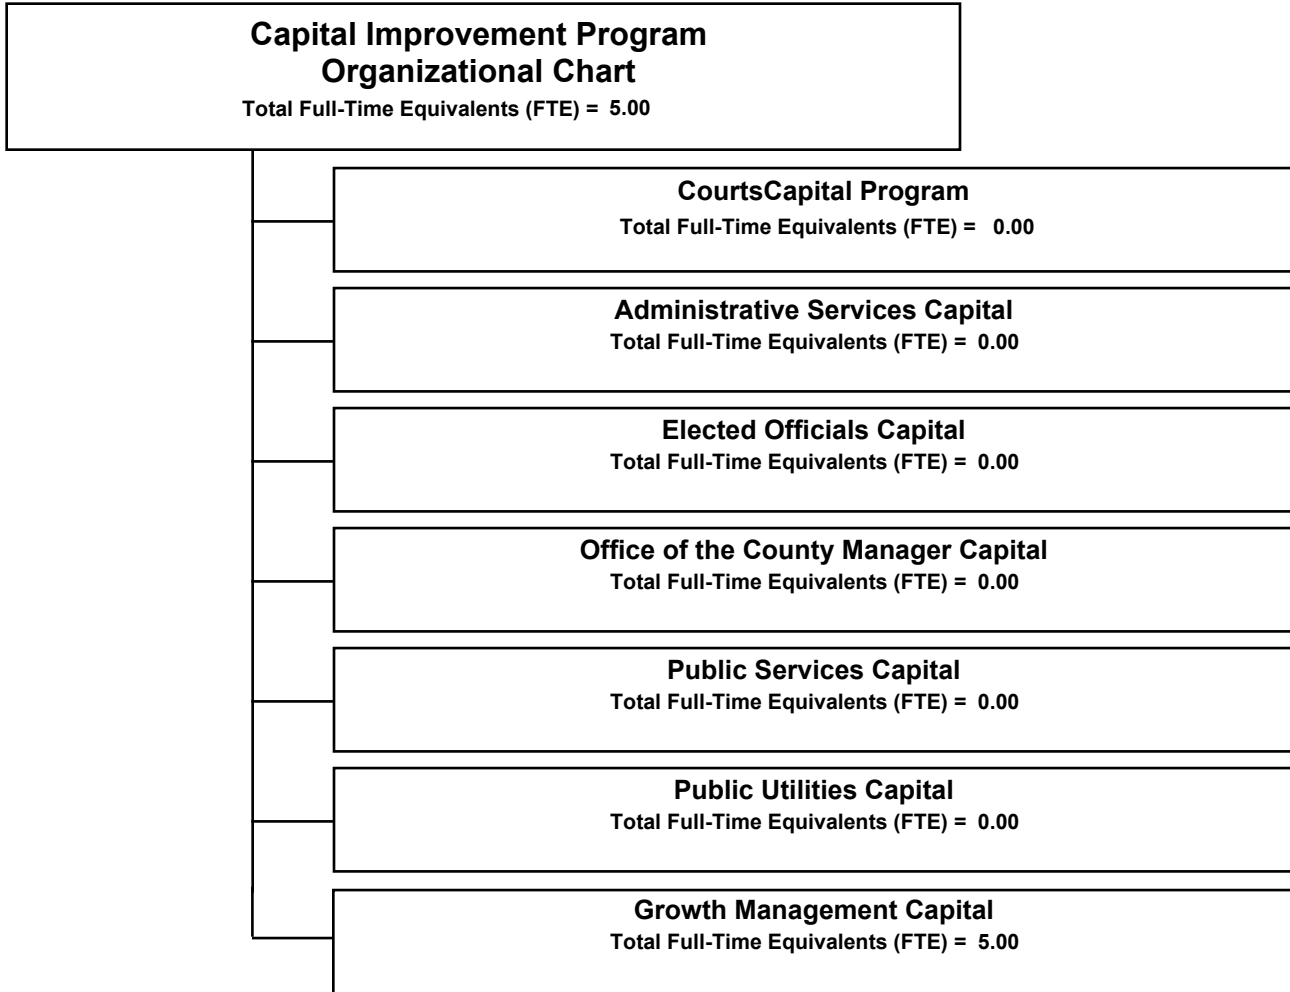 Capital Improvement Program
Organizational Chart
Total Full-Time Equivalents (FTE) = 5.00
CourtsCapital Program
Total Full-Time Equivalents (FTE) = 0.00
Administrative Services Capital
Total Full-Time Equivalents (FTE) = 0.00
Elected Officials Capital
Total Full-Time Equivalents (FTE) = 0.00
Office of the County Manager Capital
Total Full-Time Equivalents (FTE) = 0.00
Public Services Capital
Total Full-Time Equivalents (FTE) = 0.00
Public Utilities Capital
Total Full-Time Equivalents (FTE) = 0.00
Growth Management Capital
Total Full-Time Equivalents (FTE) = 5.00